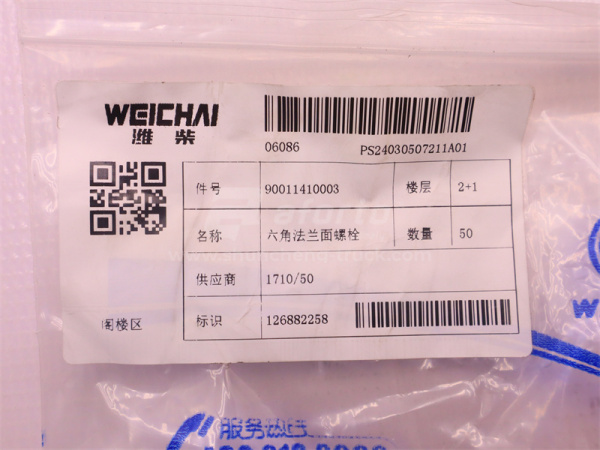 WEICHAI
潍柴
06086 PS24030507211A01
件号 90011410003 楼层 2+1
名称 六角法兰面螺栓 数量 50
供应商 1710/50
标识 126882258
阁楼区
服务热线